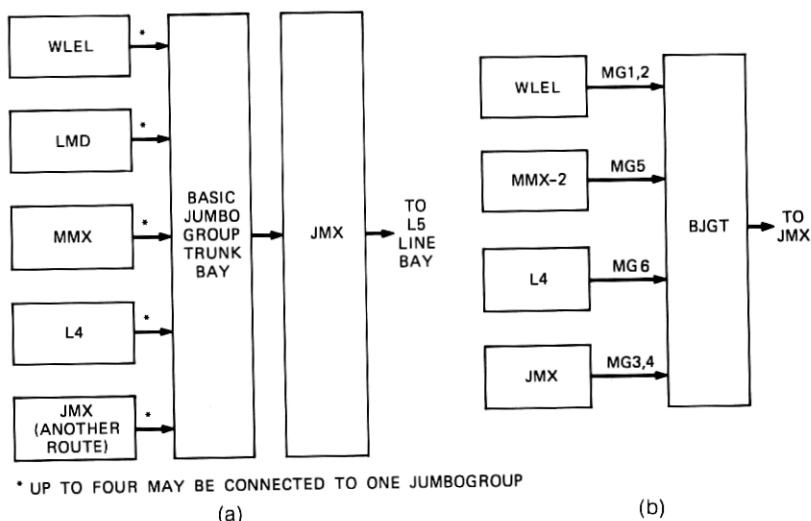 WLEL
*
LMD
*
MMX
*
L4
*
JMX
(ANOTHER
ROUTE)
*
BASIC
JUMBO
GROUP
TRUNK
BAY
JMX
TO
L5
LINE
BAY
* UP TO FOUR MAY BE CONNECTED TO ONE JUMBOGROUP
(a)
WLEL
MG1,2
MMX-2
MG5
L4
MG6
JMX
MG3,4
BJGT
TO
JMX
(b)